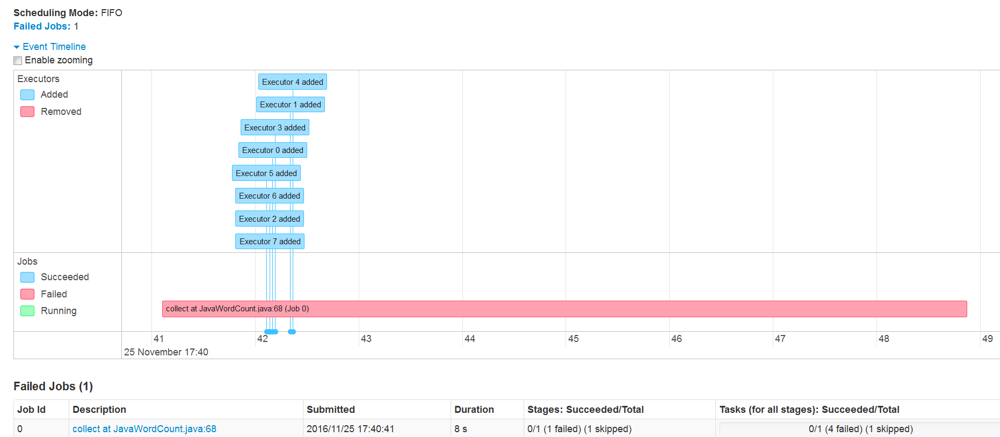 Scheduling Mode: FIFO
Failed Jobs: 1
Event Timeline
Enable zooming
Executors
Added
Removed
Executor 4 added
Executor 1 added
Executor 3 added
Executor 0 added
Executor 5 added
Executor 6 added
Executor 2 added
Executor 7 added
Jobs
Succeeded
Failed
Running
collect at JavaWordCount.java:68 (Job 0)
41 42 43 44 45 46 47 48 49
25 November 17:40
Failed Jobs (1)
Job Id Description Submitted Duration Stages: Succeeded/Total Tasks (for all stages): Succeeded/Total
0 collect at JavaWordCount.java:68 2016/11/25 17:40:41 8 s 0/1 (1 failed) (1 skipped) 0/1 (4 failed) (1 skipped)